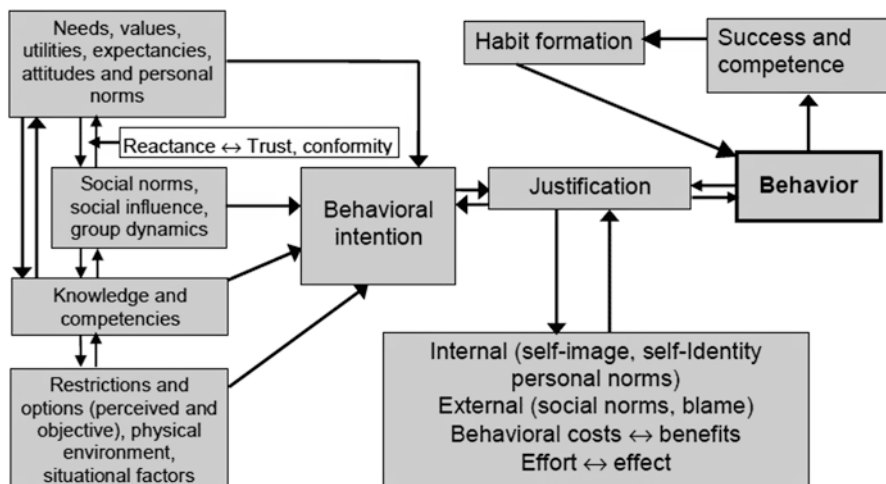 Needs, values,
utilities, expectancies,
attitudes and personal
norms
Reactance ↔ Trust, conformity
Social norms,
social influence,
group dynamics
Knowledge and
competencies
Restrictions and
options (perceived and
objective), physical
environment,
situational factors
Behavioral
intention
Justification
Internal (self-image, self-Identity
personal norms)
External (social norms, blame)
Behavioral costs ↔ benefits
Effort ↔ effect
Habit formation
Success and
competence
Behavior